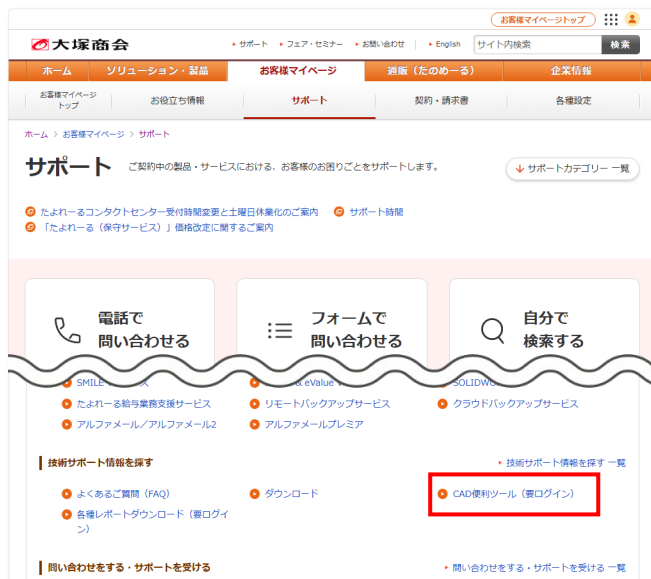 お客様マイページトップ
大塚商会
サポート フェア・セミナー お問い合わせ English サイト内検索 検索
ホーム ソリューション・製品 お客様マイページ 通販（たのめーる） 企業情報
お客様マイページ
トップ
お役立ち情報 サポート 契約・請求書 各種設定
ホーム > お客様マイページ > サポート
サポート ご契約中の製品・サービスにおける、お客様のお困りごとをサポートします。 サポートカテゴリー 一覧
たよれーるコンタクトセンター受付時間変更と土曜日休業化のご案内 サポート時間
「たよれーる（保守サービス）」価格改定に関するご案内
電話で
問い合わせる
フォームで
問い合わせる
自分で
検索する
たよれーる給与業務支援サービス リモートバックアップサービス クラウドバックアップサービス
アルファメール／アルファメール2 アルファメールプレミア
技術サポート情報を探す 技術サポート情報を探す 一覧
よくあるご質問（FAQ） ダウンロード CAD便利ツール（要ログイン）
各種レポートダウンロード（要ログイ
ン）
問い合わせをする・サポートを受ける 問い合わせをする・サポートを受ける 一覧